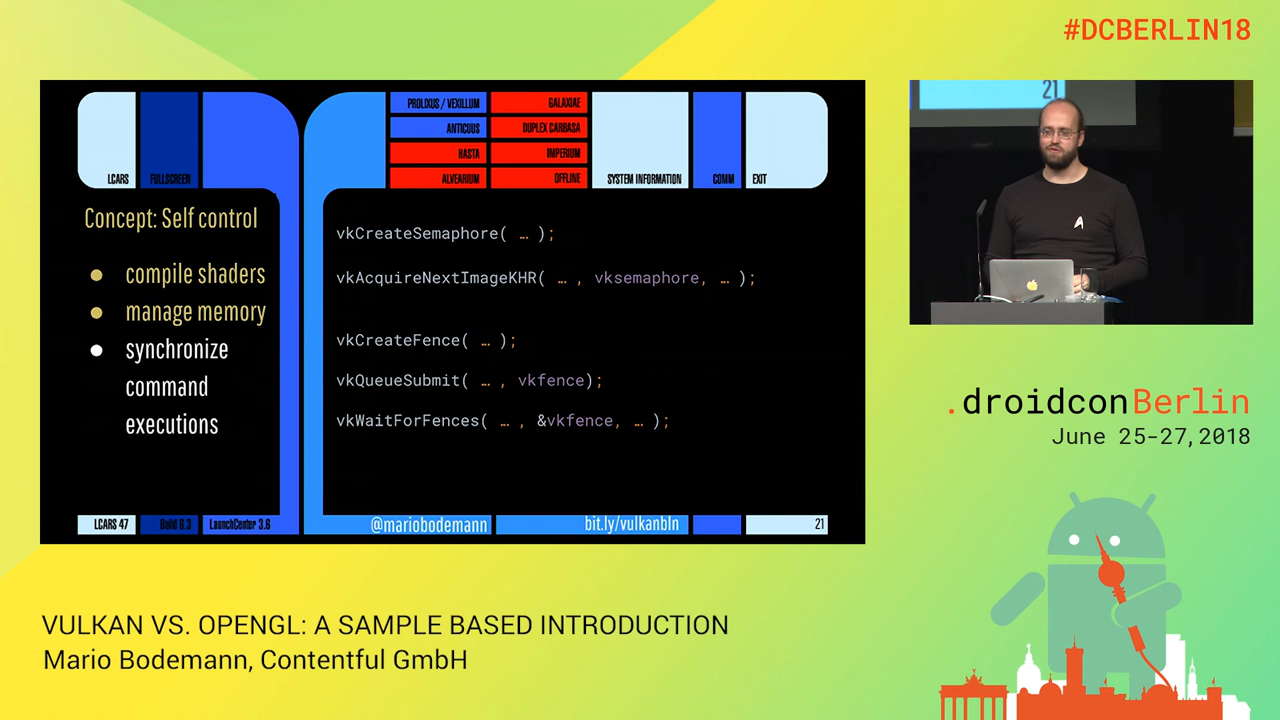 #DCBERLIN18
LCARS
FULLSCREEN
PROLIXUS / VEXILLUM
GALAXIAE
ANTICUUS
DUPLEX CARBASA
HASTA
IMPERIUM
ALVEARIUM
OFFLINE
SYSTEM INFORMATION
COMM
EXIT
21
Concept: Self control
● compile shaders
● manage memory
● synchronize
command
executions
vkCreateSemaphore( … );
vkAcquireNextImageKHR( … , vksemaphore, … );
vkCreateFence( … );
vkQueueSubmit( … , vkfence);
vkWaitForFences( … , &vkfence, … );
LCARS 47
Build 6.3
LaunchCenter 3.6
@mariobodemann
bit.ly/vulkanbln
21
.droidconBerlin
June 25-27, 2018
VULKAN VS. OPENGL: A SAMPLE BASED INTRODUCTION
Mario Bodemann, Contentful GmbH